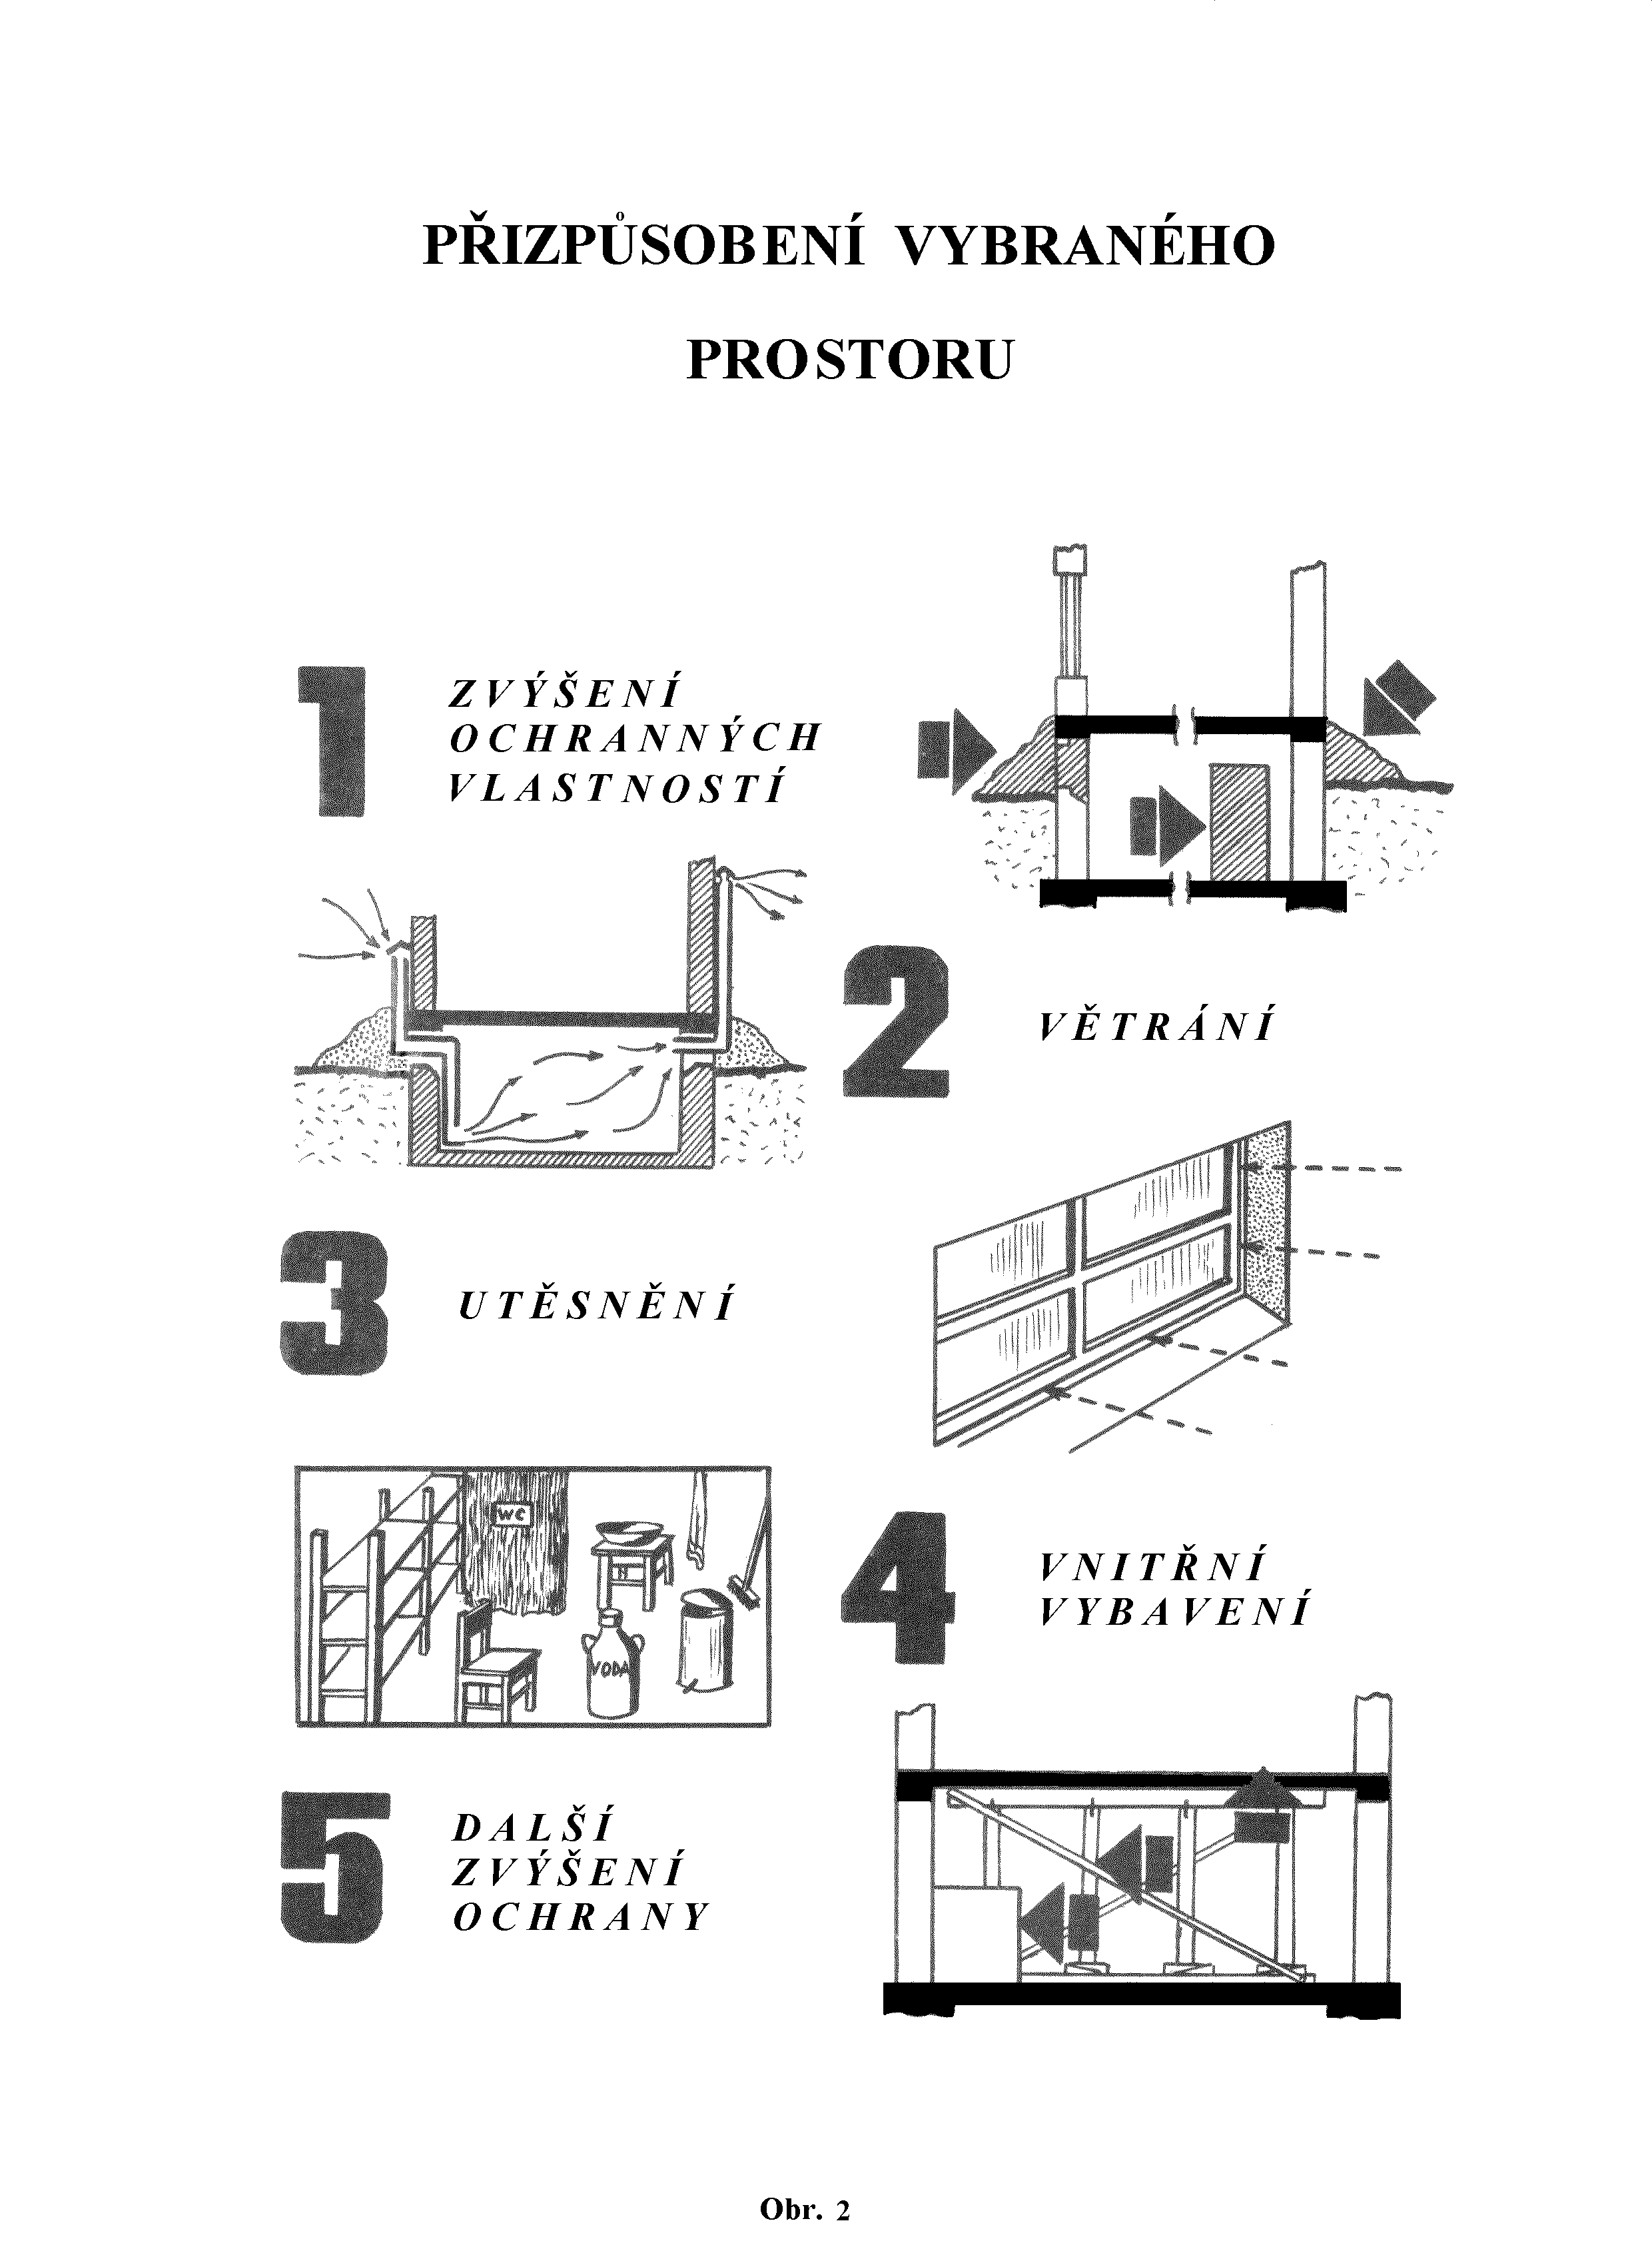 PŘIZPŮSOBENÍ VYBRANÉHO
PROSTORU
1
ZVÝŠENÍ
OCHRANNÝCH
VLASTNOSTÍ
2
VĚTRÁNÍ
3
UTĚSNĚNÍ
WC
VODA
4
VNITŘNÍ
VYBAVENÍ
5
DALŠÍ
ZVÝŠENÍ
OCHRANY
Obr. 2